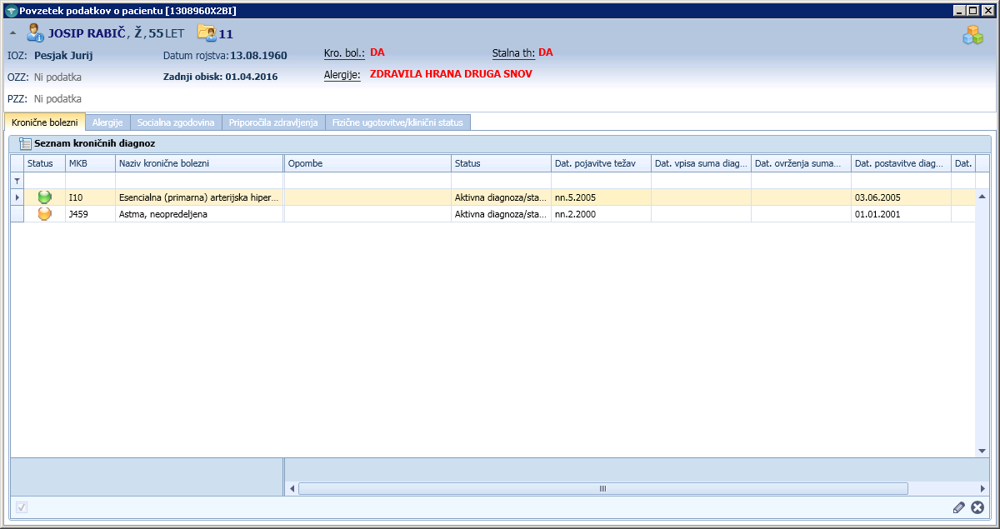 Povzetek podatkov o pacientu [1308960X2BI]
JOSIP RABIČ, Ž, 55 LET 11
IOZ: Pesjak Jurij Datum rojstva: 13.08.1960 Kro. bol.: DA Stalna th: DA
OZZ: Ni podatka Zadnji obisk: 01.04.2016 Alergije: ZDRAVILA HRANA DRUGA SNOV
PZZ: Ni podatka
Kronične bolezni Alergije Socialna zgodovina Priporočila zdravljenja Fizične ugotovitve/klinični status
Seznam kroničnih diagnoz
Status MKB Naziv kronične bolezni Opombe Status Dat. pojavitve težav Dat. vpisa suma diag... Dat. ovrženja suma... Dat. postavitve diag... Dat.
I10 Esencialna (primarna) arterijska hiper... Aktivna diagnoza/sta... nn.5.2005 03.06.2005
J459 Astma, neopredeljena Aktivna diagnoza/sta... nn.2.2000 01.01.2001